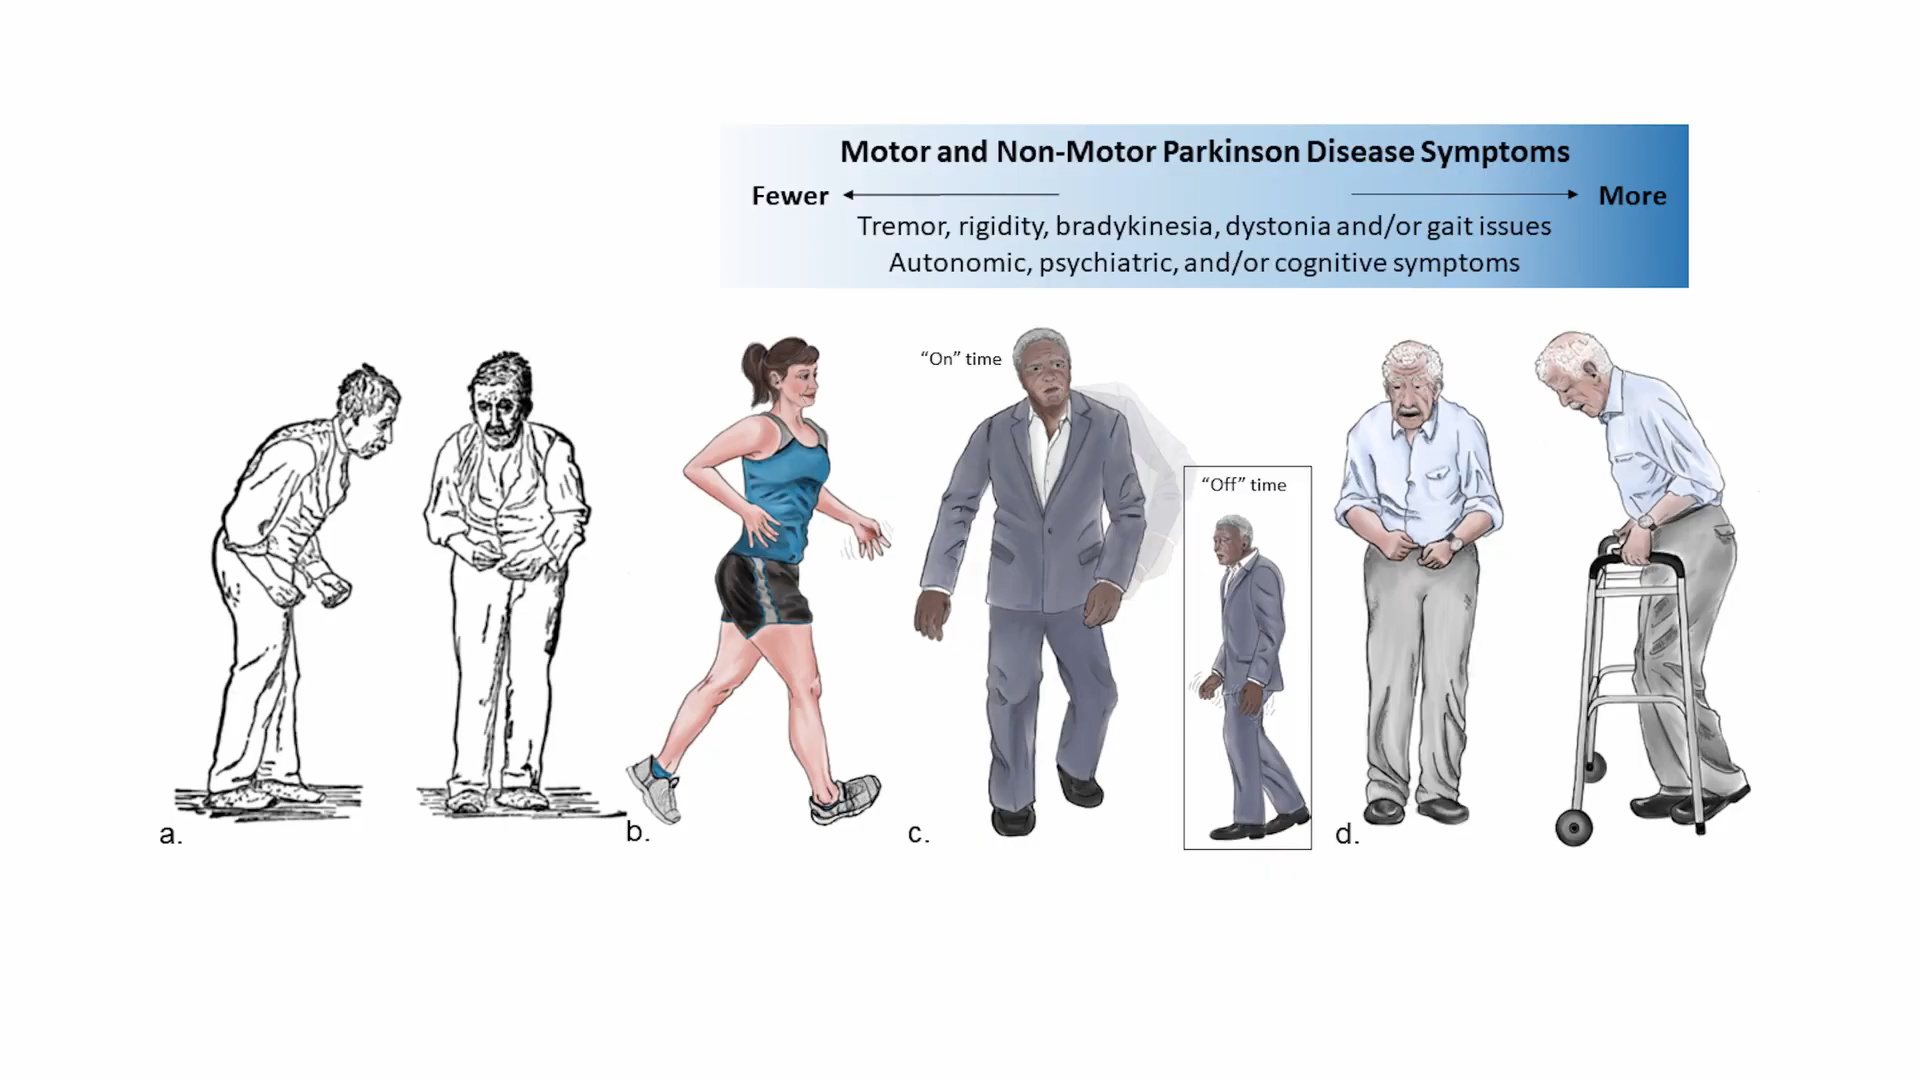 Motor and Non-Motor Parkinson Disease Symptoms
Fewer More
Tremor, rigidity, bradykinesia, dystonia and/or gait issues
Autonomic, psychiatric, and/or cognitive symptoms
“On” time
“Off” time
a.
b.
c.
d.